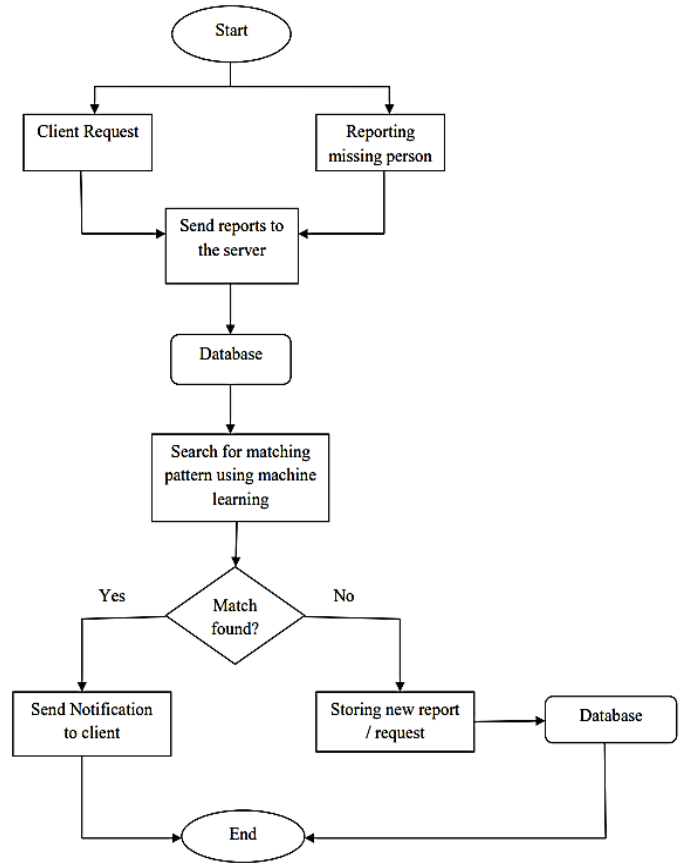 Start
Client Request
Reporting
missing person
Send reports to
the server
Database
Search for matching
pattern using machine
learning
Yes
Match
found?
No
Send Notification
to client
Storing new report
/ request
Database
End